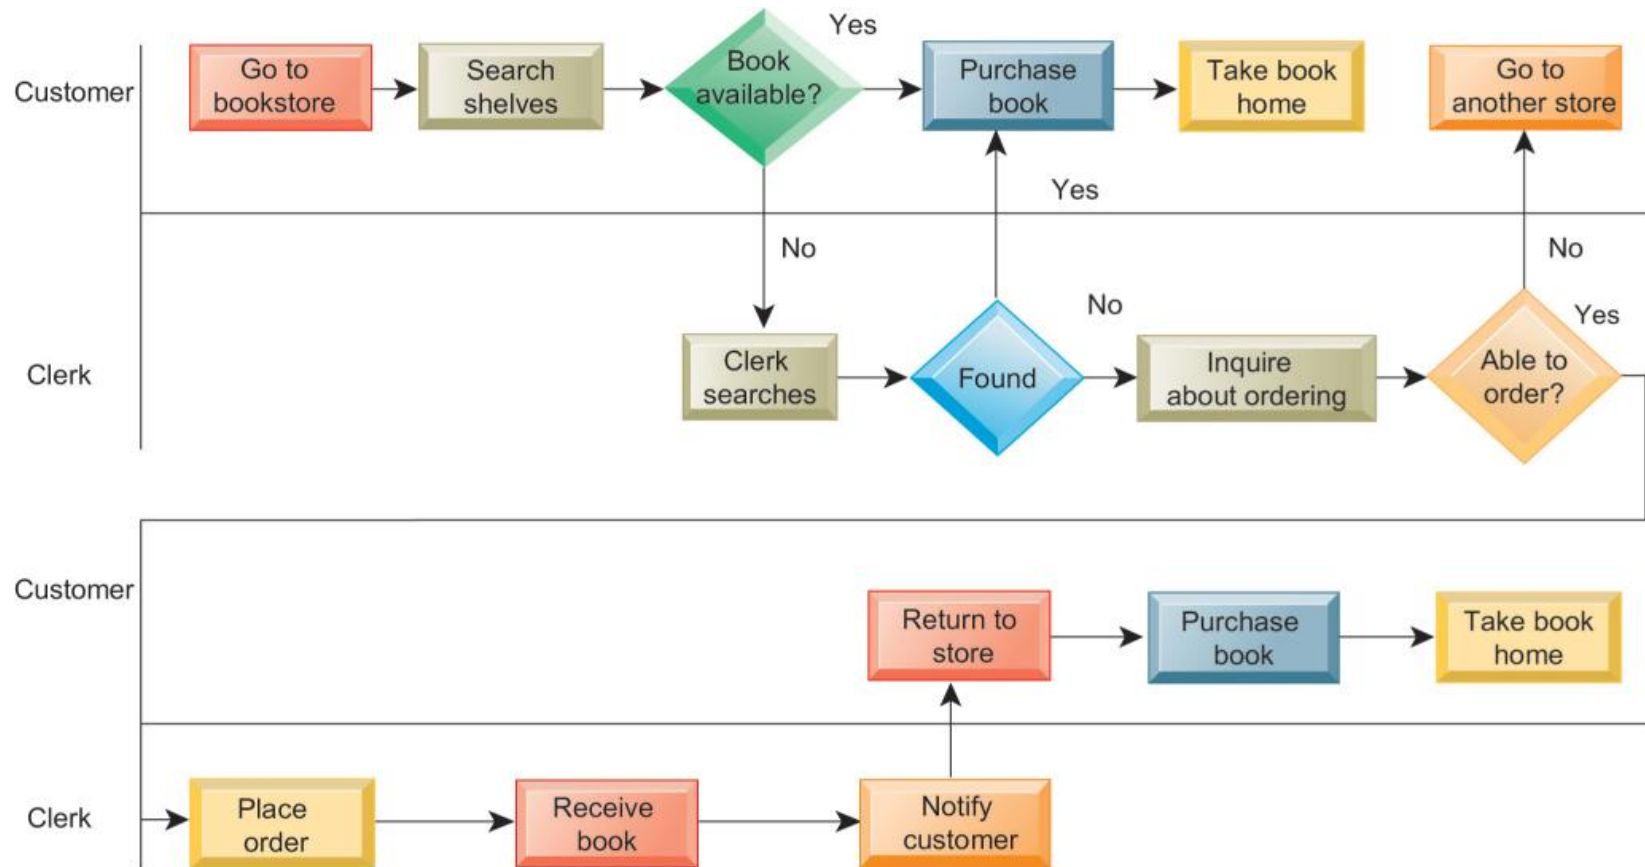 Yes
Customer
Go to
bookstore
Search
shelves
Book
available?
Purchase
book
Take book
home
Go to
another store
Yes
No
No
No
Yes
Clerk
Clerk
searches
Found
Inquire
about ordering
Able to
order?
Customer
Return to
store
Purchase
book
Take book
home
Clerk
Place
order
Receive
book
Notify
customer